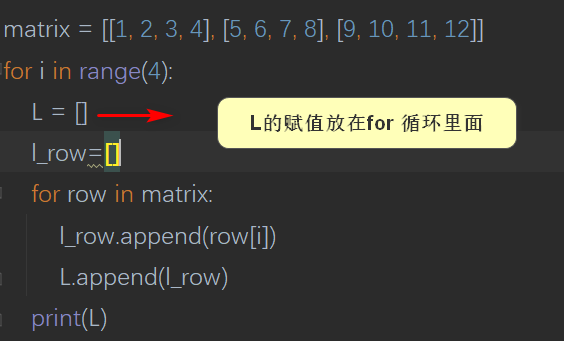 matrix = [[1, 2, 3, 4], [5, 6, 7, 8], [9, 10, 11, 12]]
for i in range(4):
L = []
L的赋值放在for 循环里面
l_row=[]
for row in matrix:
l_row.append(row[i])
L.append(l_row)
print(L)